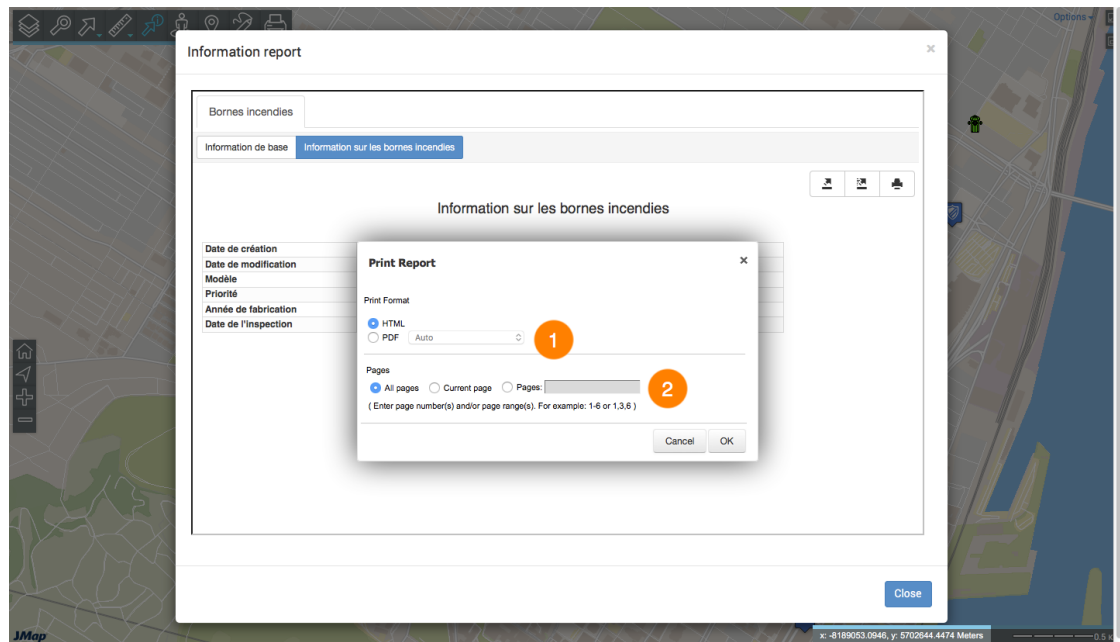 Options
Information report
×
Bornes incendies
Information de base
Information sur les bornes incendies
Information sur les bornes incendies
Date de création
Date de modification
Modèle
Priorité
Année de fabrication
Date de l'inspection
Print Report
×
Print Format
HTML
PDF Auto
1
Pages
All pages Current page Pages:
2
( Enter page number(s) and/or page range(s). For example: 1-6 or 1,3,6 )
Cancel OK
Close
JMap
x: -8189053.0946, y: 5702644.4474 Meters